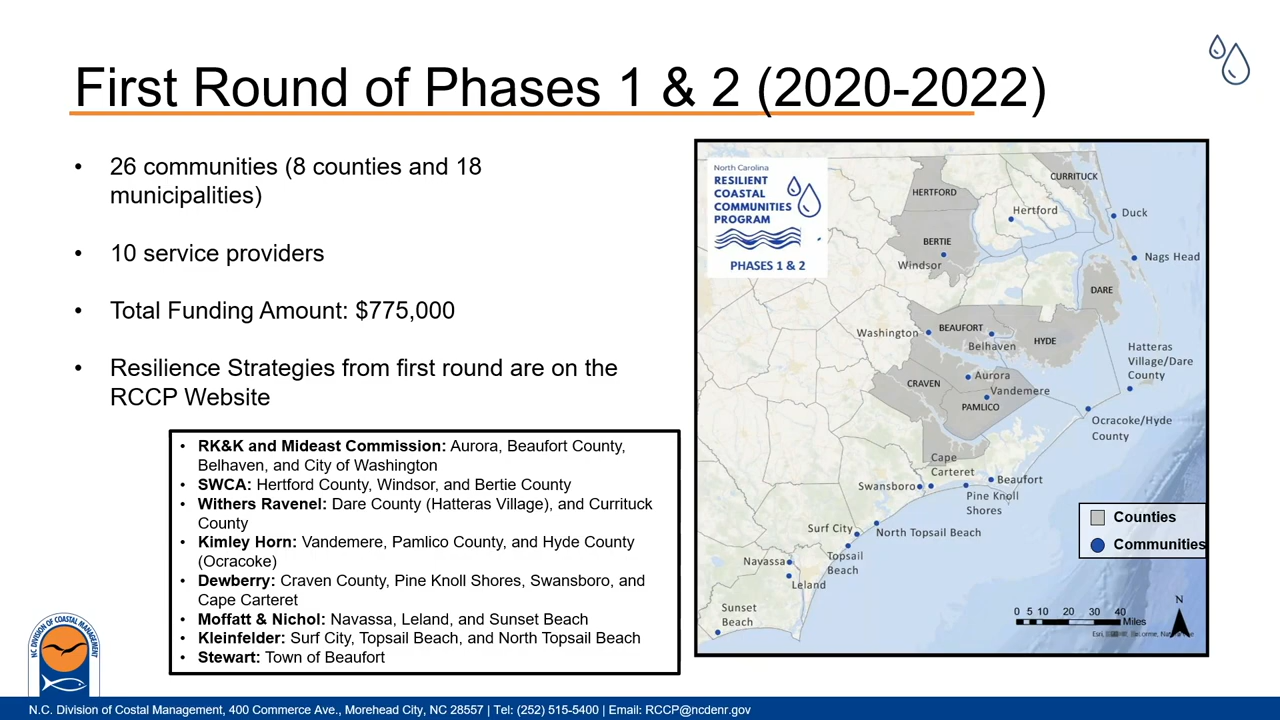 First Round of Phases 1 & 2 (2020-2022)
• 26 communities (8 counties and 18
municipalities)
• 10 service providers
• Total Funding Amount: $775,000
• Resilience Strategies from first round are on the
RCCP Website
• RK&K and Mideast Commission: Aurora, Beaufort County,
Belhaven, and City of Washington
• SWCA: Hertford County, Windsor, and Bertie County
• Withers Ravenel: Dare County (Hatteras Village), and Currituck
County
• Kimley Horn: Vandemere, Pamlico County, and Hyde County
(Ocracoke)
• Dewberry: Craven County, Pine Knoll Shores, Swansboro, and
Cape Carteret
• Moffatt & Nichol: Navassa, Leland, and Sunset Beach
• Kleinfelder: Surf City, Topsail Beach, and North Topsail Beach
• Stewart: Town of Beaufort
North Carolina
RESILIENT
COASTAL
COMMUNITIES
PROGRAM
PHASES 1 & 2
CURRITUCK
HERTFORD
Hertford
Duck
BERTIE
Windsor
Nags Head
DARE
Washington
BEAUFORT
Belhaven
HYDE
Hatteras
Village/Dare
County
Aurora
CRAVEN
Vandemere
PAMLICO
Ocracoke/Hyde
County
Cape
Carteret
Swansboro
Beaufort
Pine Knoll
Shores
Surf City
North Topsail Beach
Topsail
Beach
Navassa
Leland
Sunset
Beach
Counties
Communities
N
0 5 10 20 30 40
Miles
Esri,
NC DIVISION OF COASTAL MANAGEMENT
N.C. Division of Costal Management, 400 Commerce Ave., Morehead City, NC 28557 | Tel: (252) 515-5400 | Email: RCCP@ncdenr.gov